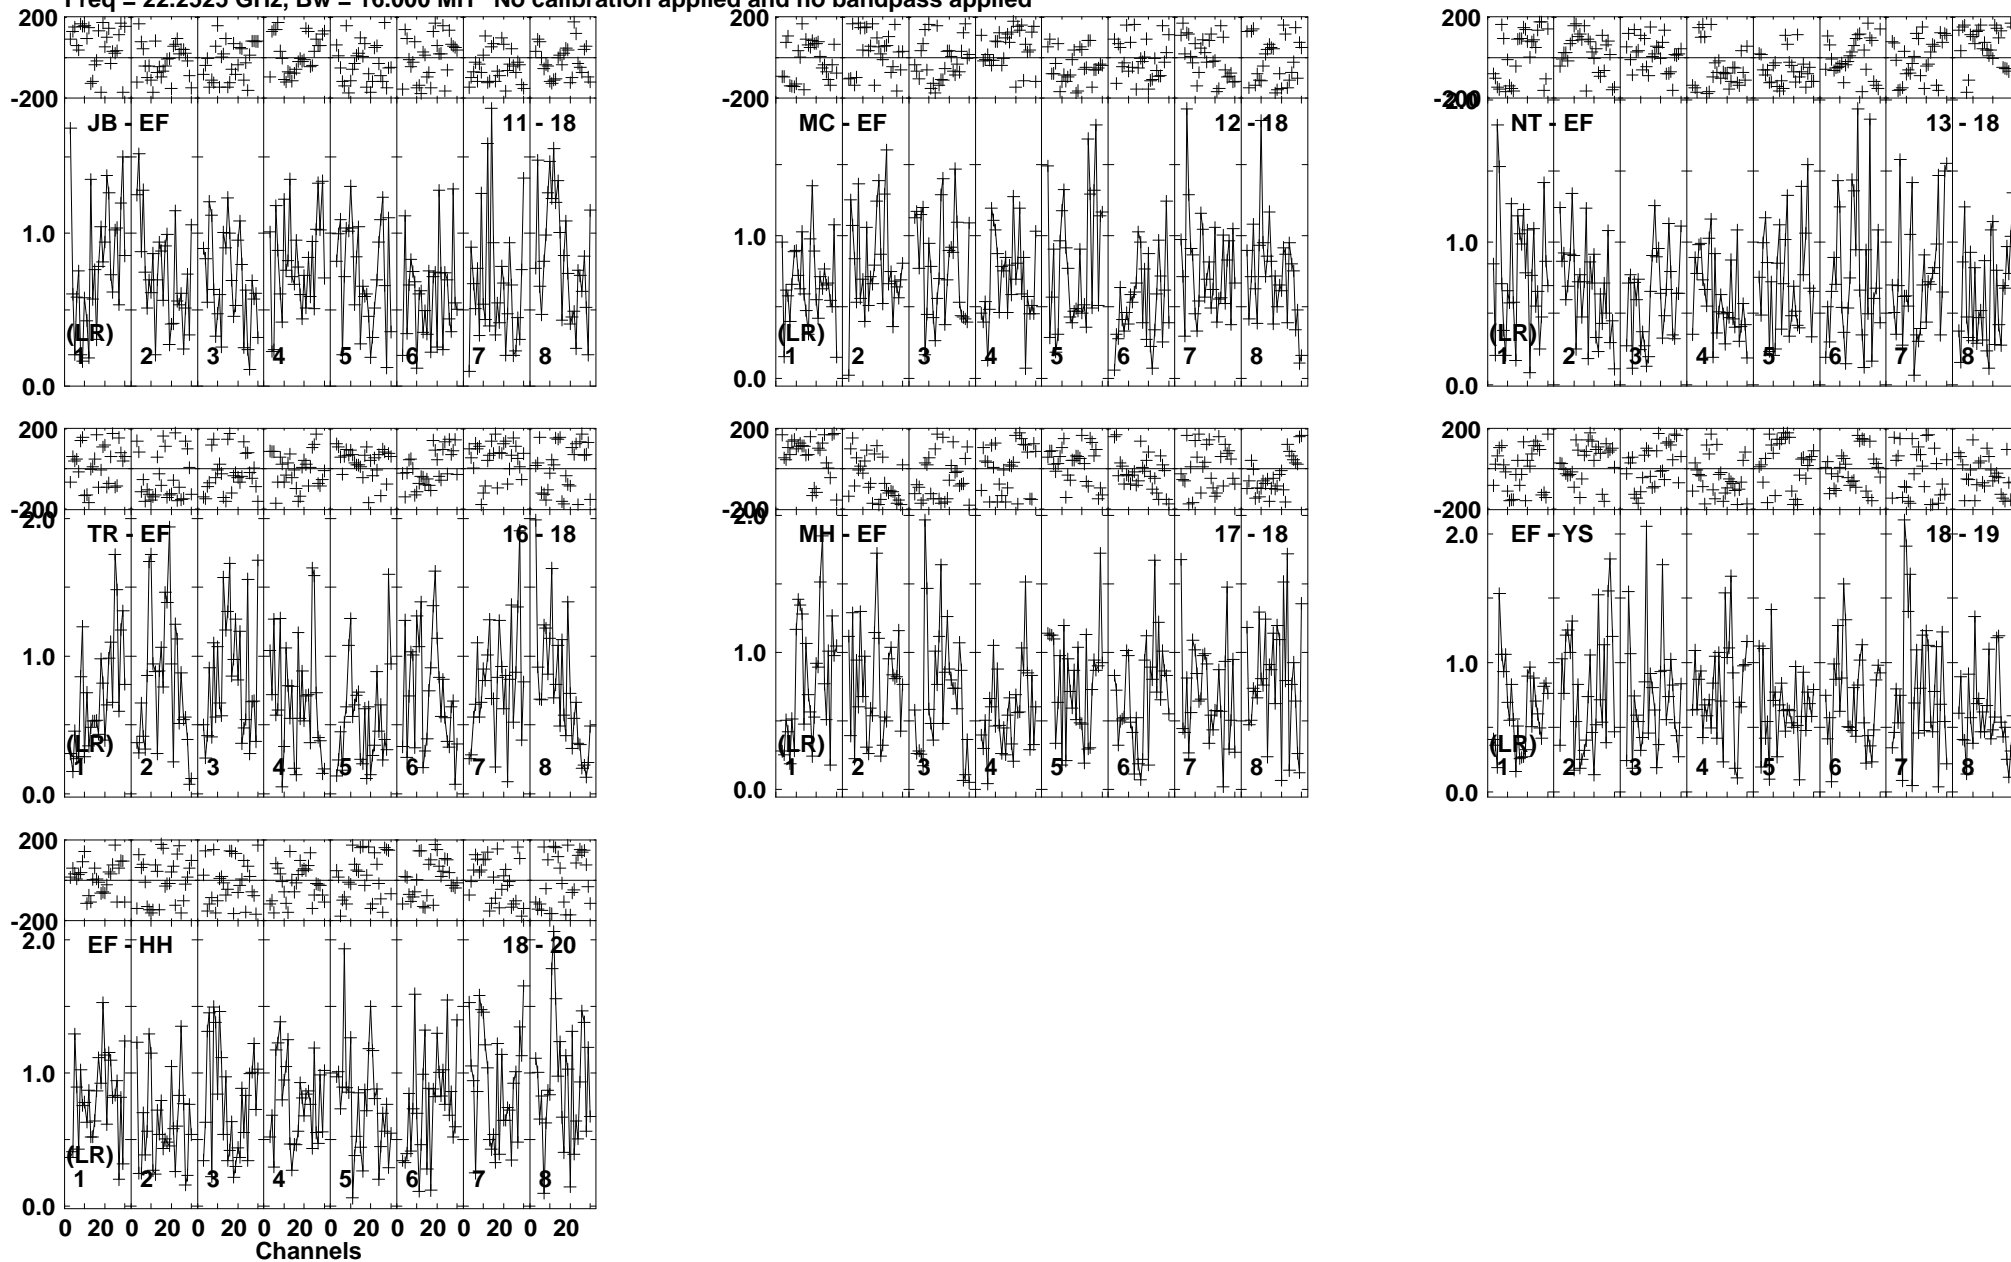 Freq = 22.2525 GHz, Bw = 16.000 MH No calibration applied and no bandpass applied
200 200 200
-200 -200 -200
2.0
JB - EF 11 - 18 MC - EF 12 - 18 NT - EF 13 - 18
1.0 1.0 1.0
(LR) (LR) (LR)
1 2 3 4 5 6 7 8 1 2 3 4 5 6 7 8 1 2 3 4 5 6 7 8
0.0 0.0 0.0
200 200 200
-200 -200 -200
2.0 2.0 2.0
TR - EF 16 - 18 MH - EF 17 - 18 EF - YS 18 - 19
1.0 1.0 1.0
(LR) (LR) (LR)
1 2 3 4 5 6 7 8 1 2 3 4 5 6 7 8 1 2 3 4 5 6 7 8
0.0 0.0 0.0
200
-200
2.0
EF - HH 18 - 20
1.0
(LR)
1 2 3 4 5 6 7 8
0.0
0 20 0 20 0 20 0 20 0 20 0 20 0 20 0 20
Channels